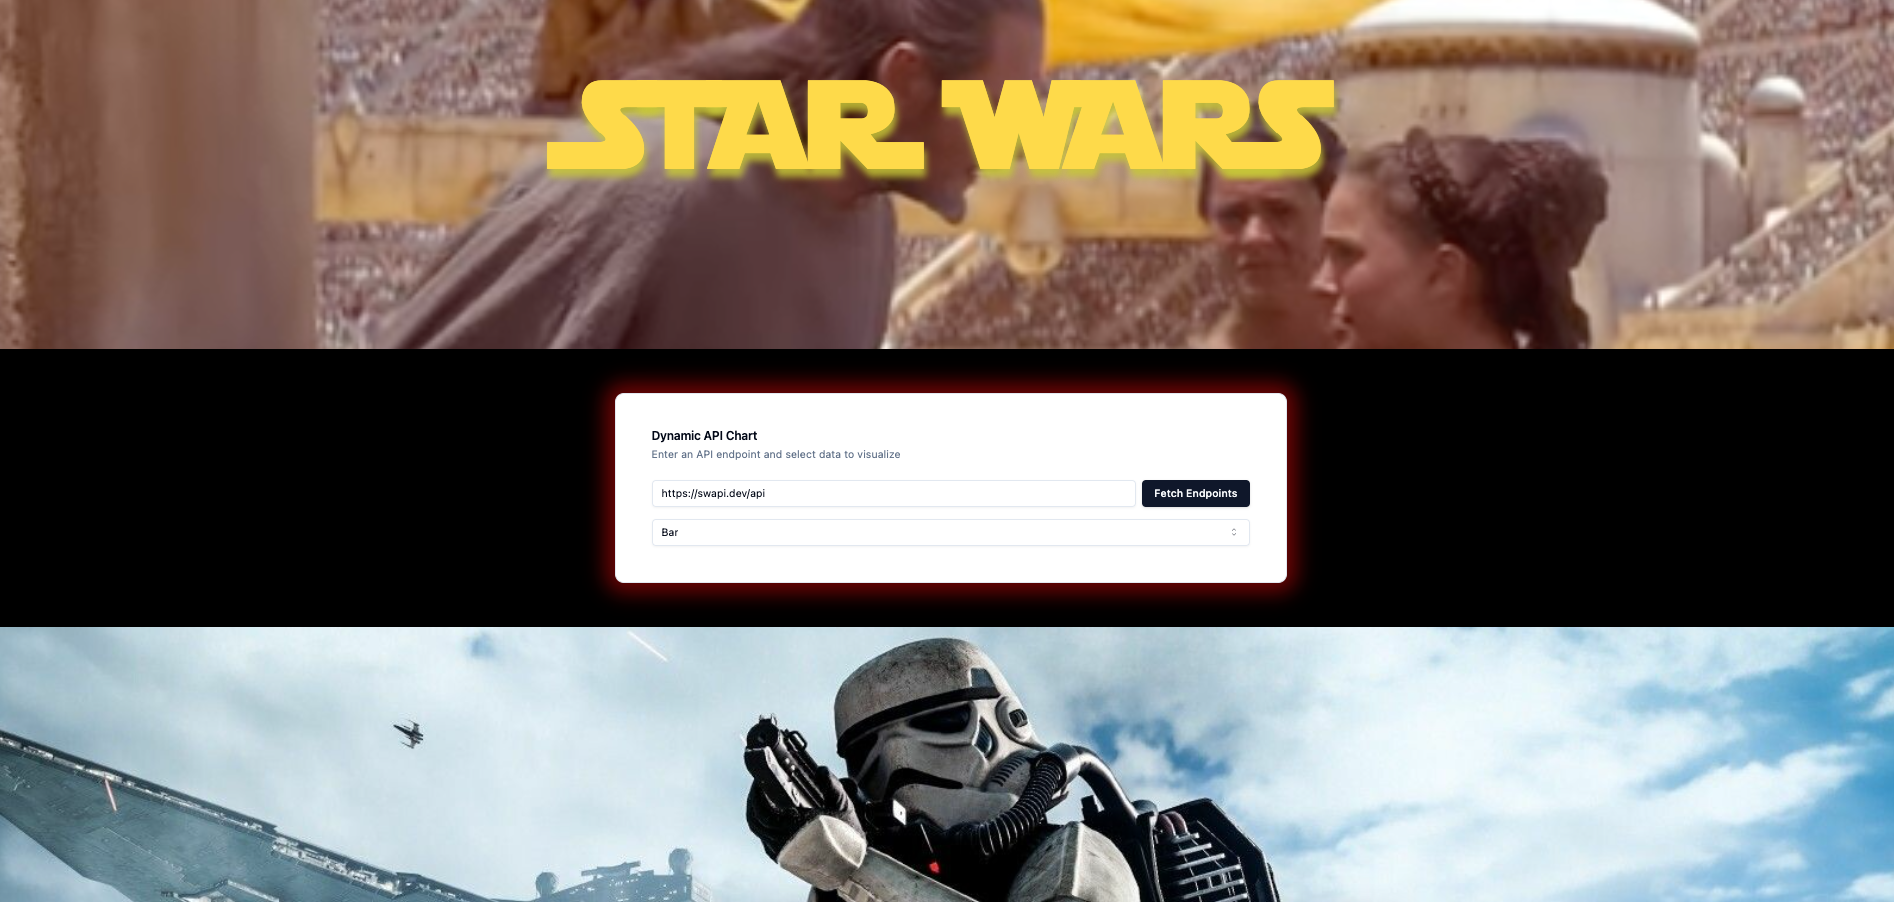 STAR WARS
Dynamic API Chart
Enter an API endpoint and select data to visualize
https://swapi.dev/api
Fetch Endpoints
Bar